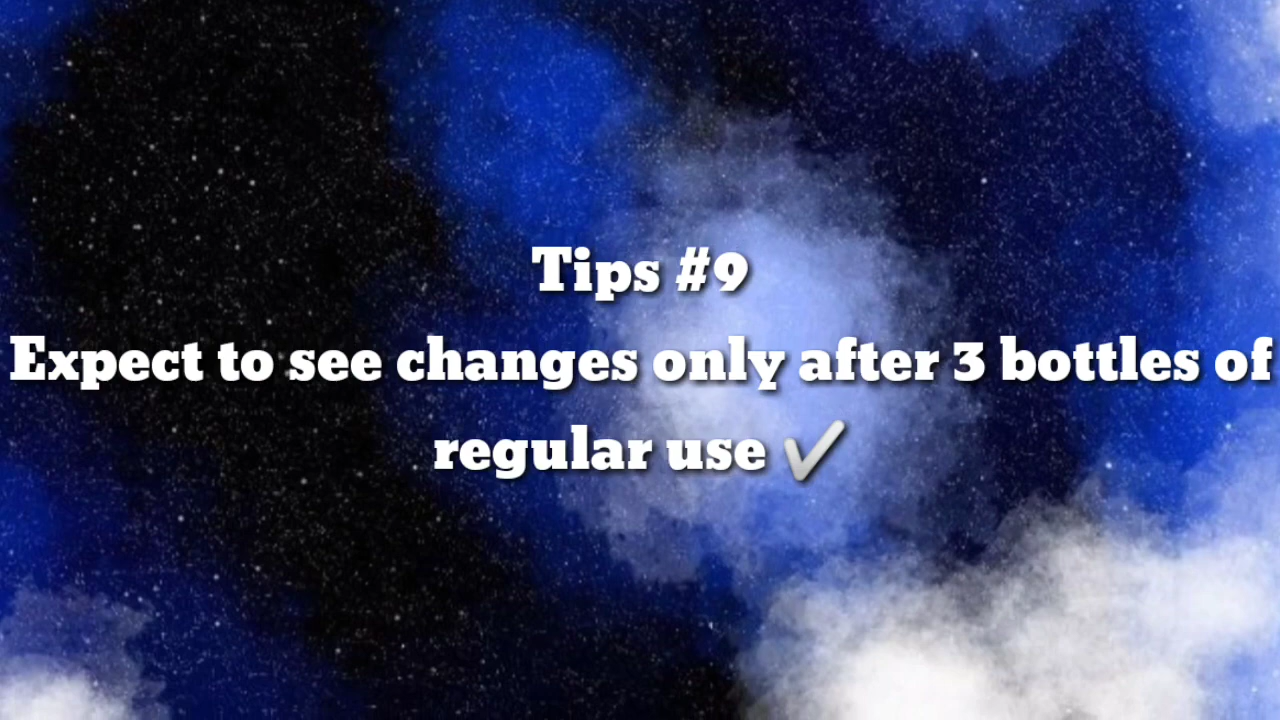 Tips #9
Expect to see changes only after 3 bottles of
regular use ✔